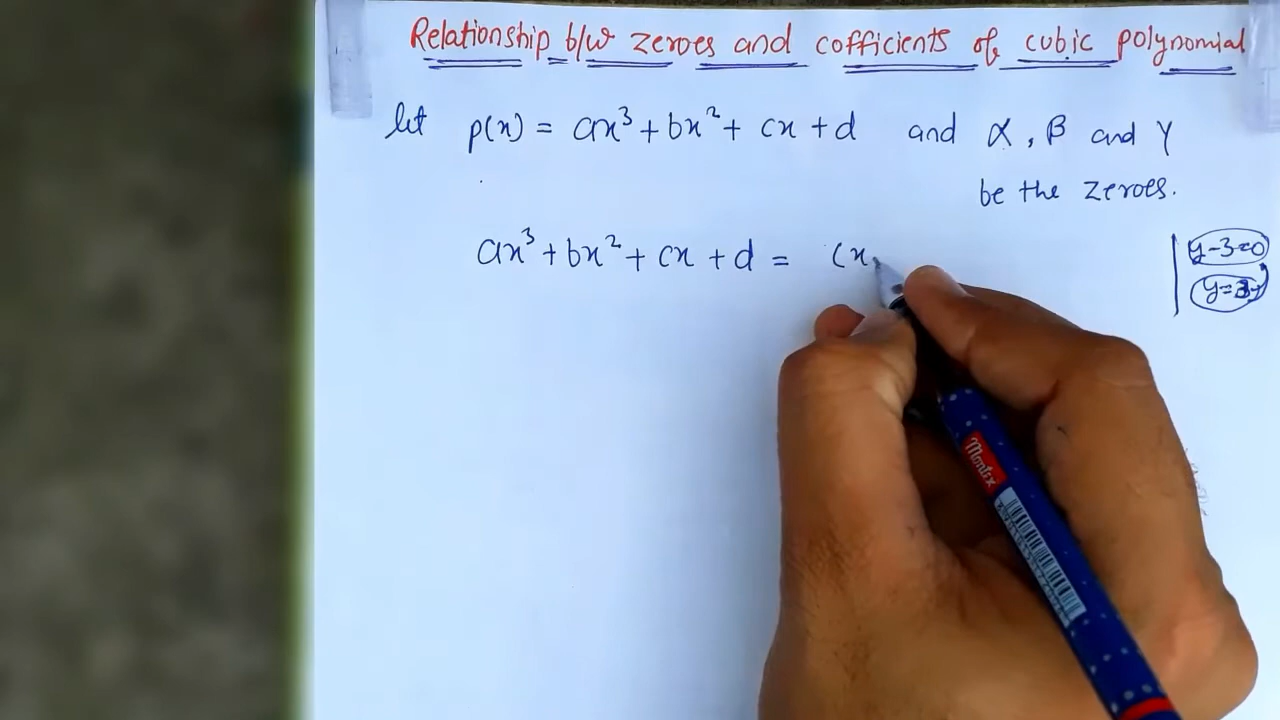 Relationship b/w zeroes and cofficients of cubic polynomial
let p(x) = ax³ + bx² + cx + d and α, β and γ
be the zeroes.
ax³ + bx² + cx + d = (x
y-3=0
y=3
Montex